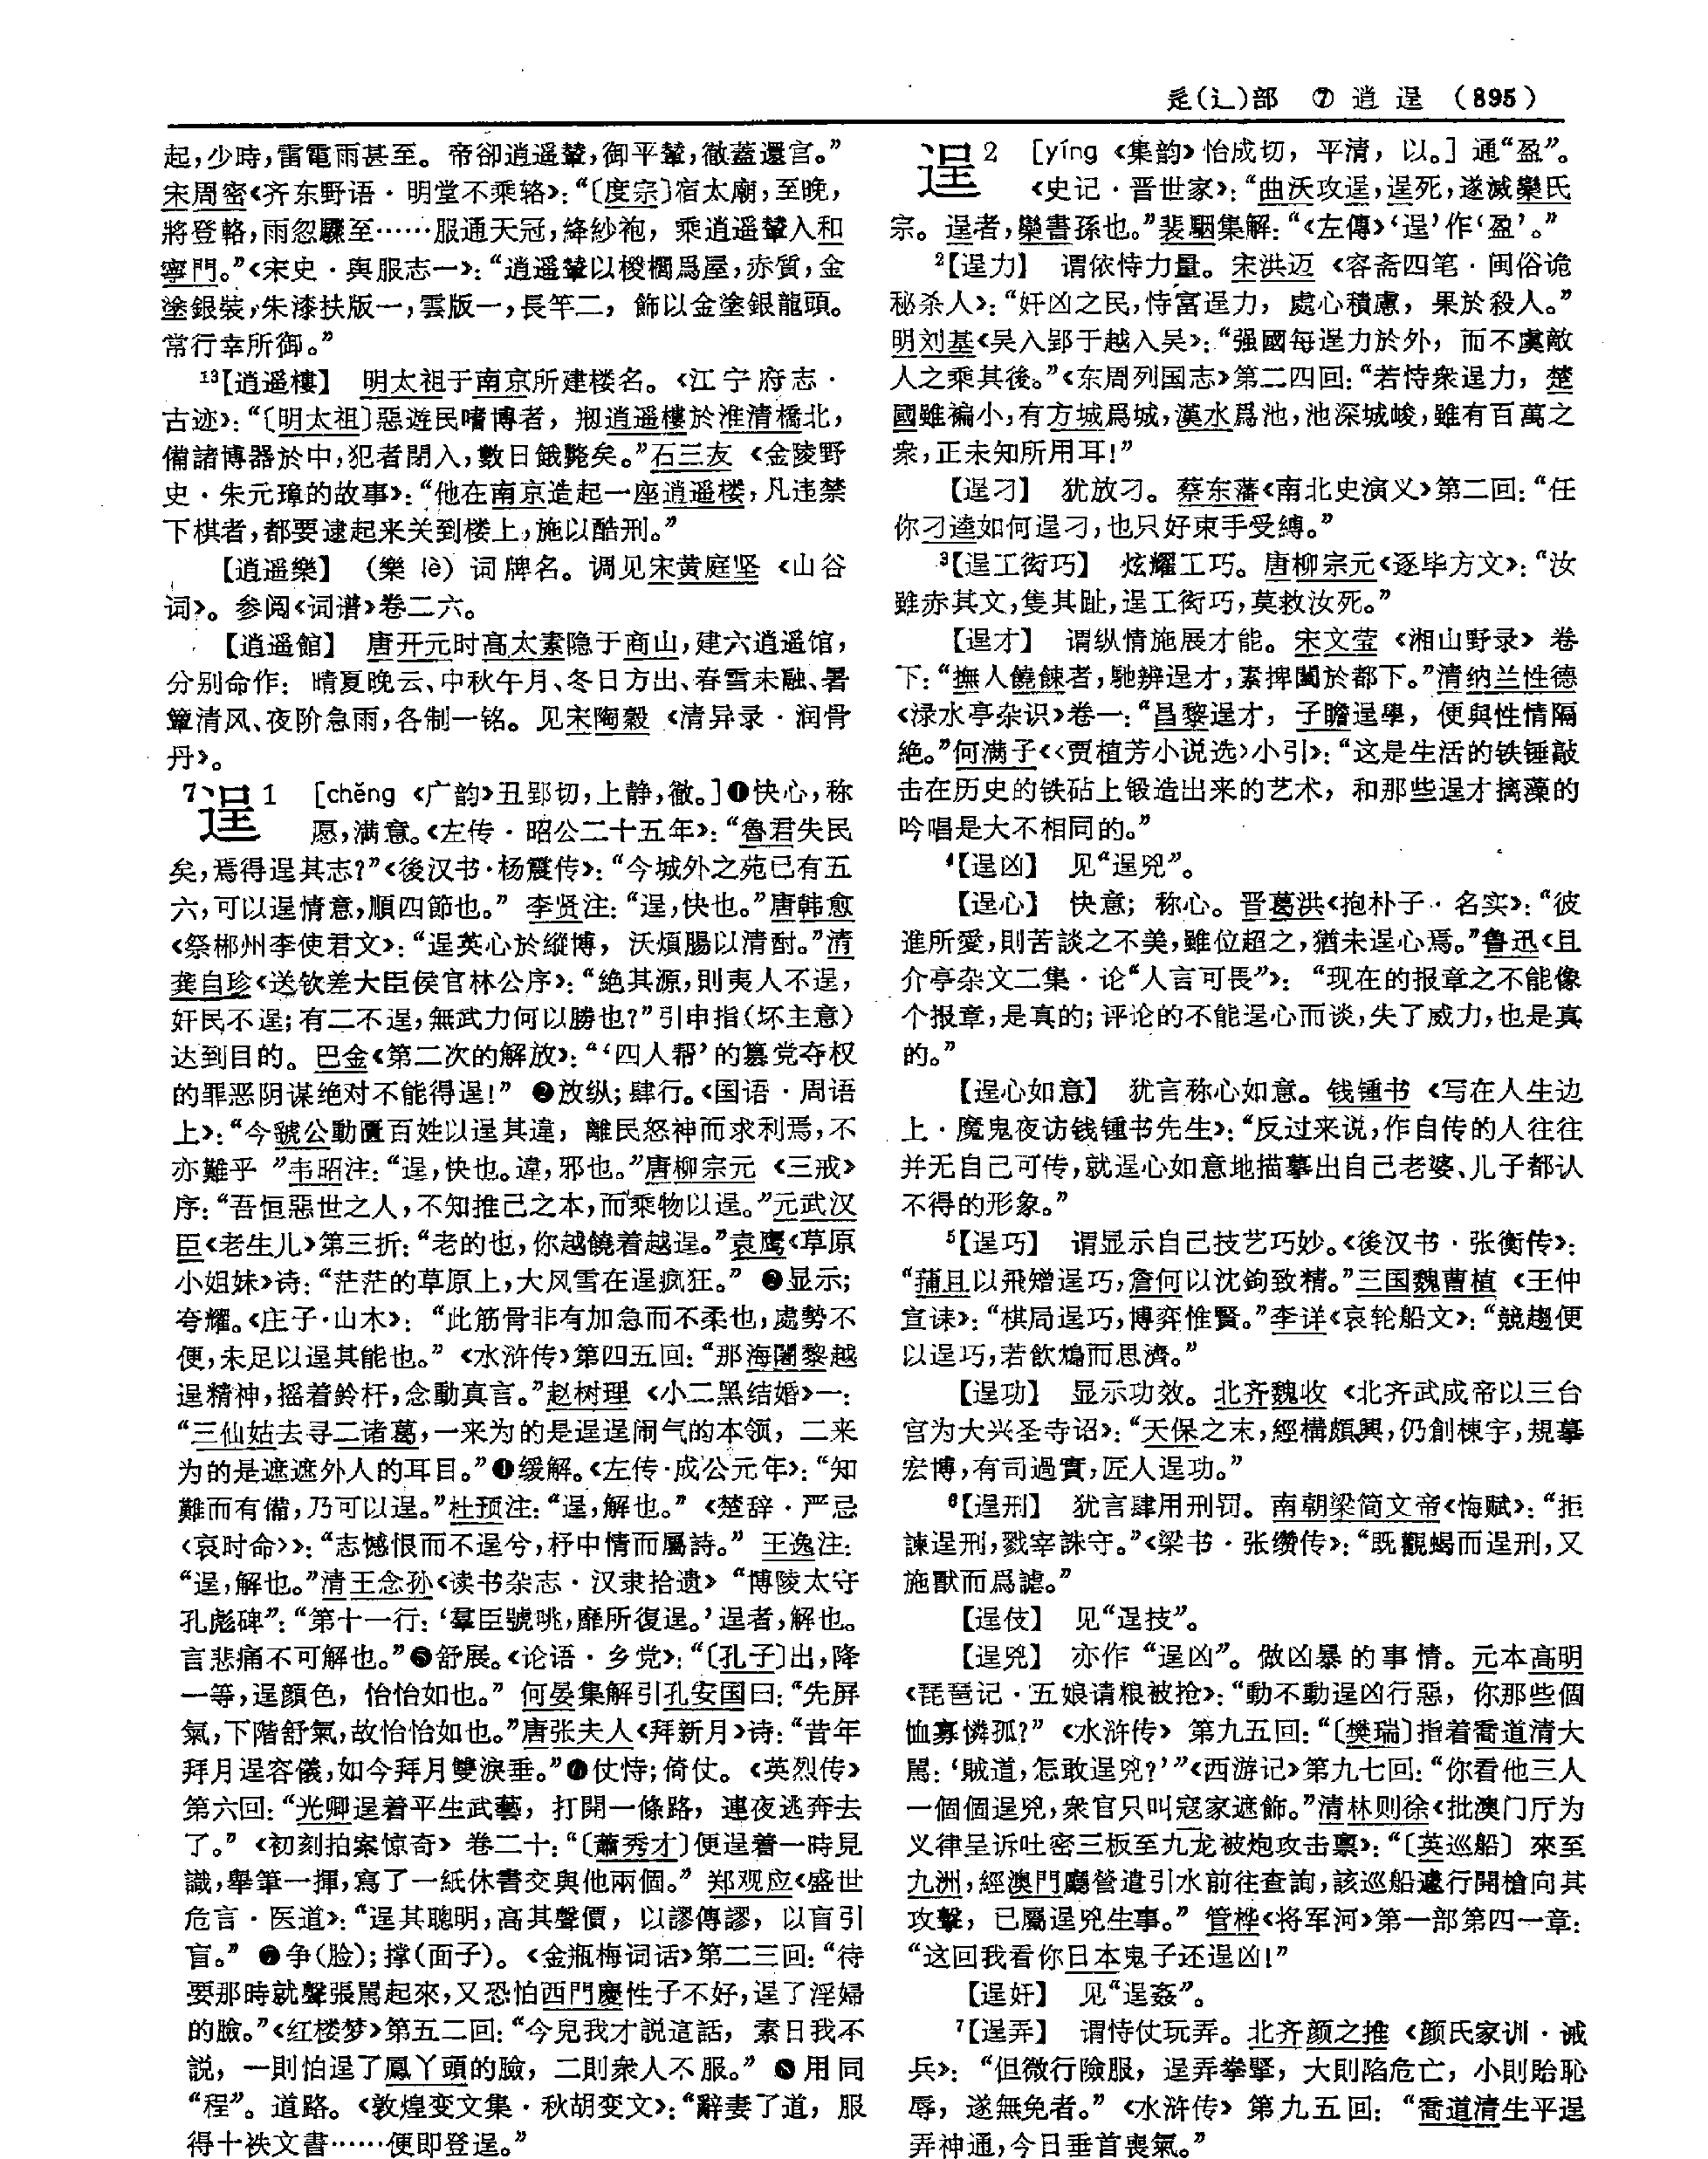 辵(辶)部　⑦　逍　逞　(895)
起,少時,雷電雨甚至。帝卻逍遥輦,御平輦,徹蓋還宫。”
宋周密《齐东野语·明堂不乘辂》:“〔度宗〕宿太廟,至晚,
將登輅,雨忽驟至……服通天冠,絳紗袍,乘逍遥輦入和
寧門。”《宋史·舆服志一》:“逍遥輦以椶櫚爲屋,赤質,金
塗銀裝,朱漆扶版一,雲版一,長竿二,飾以金塗銀龍頭。
常行幸所御。”
¹³【逍遥樓】　明太祖于南京所建楼名。《江宁府志·
古迹》:“〔明太祖〕惡遊民嗜博者,剏逍遥樓於淮清橋北,
備諸博器於中,犯者閉入,數日餓斃矣。”石三友《金陵野
史·朱元璋的故事》:“他在南京造起一座逍遥楼,凡违禁
下棋者,都要逮起来关到楼上,施以酷刑。”
【逍遥樂】　(樂 lè) 词牌名。调见宋黄庭坚《山谷
词》。参阅《词谱》卷二六。
【逍遥館】　唐开元时高太素隐于商山,建六逍遥馆,
分别命作:晴夏晚云、中秋午月、冬日方出、春雪未融、暑
簟清风、夜阶急雨,各制一铭。见宋陶穀《清异录·润骨
丹》。
⁷逞¹　[chěng《广韵》丑郢切,上静,徹。]❶快心,称
愿,满意。《左传·昭公二十五年》:“魯君失民
矣,焉得逞其志?”《後汉书·杨震传》:“今城外之苑已有五
六,可以逞情意,順四節也。”李贤注:“逞,快也。”唐韩愈
《祭郴州李使君文》:“逞英心於縱博,沃煩腸以清酎。”清
龚自珍《送钦差大臣侯官林公序》:“絶其源,則夷人不逞,
奸民不逞;有二不逞,無武力何以勝也?”引申指(坏主意)
达到目的。巴金《第二次的解放》:“‘四人帮’的篡党夺权
的罪恶阴谋绝对不能得逞!”❷放纵;肆行。《国语·周语
上》:“今虢公動匱百姓以逞其違,離民怒神而求利焉,不
亦難乎”韦昭注:“逞,快也。違,邪也。”唐柳宗元《三戒》
序:“吾恒惡世之人,不知推己之本,而乘物以逞。”元武汉
臣《老生儿》第三折:“老的也,你越饒着越逞。”袁鹰《草原
小姐妹》诗:“茫茫的草原上,大风雪在逞疯狂。”❸显示;
夸耀。《庄子·山木》:“此筋骨非有加急而不柔也,處勢不
便,未足以逞其能也。”《水浒传》第四五回:“那海闍黎越
逞精神,摇着鈴杵,念動真言。”赵树理《小二黑结婚》一:
“三仙姑去寻二诸葛,一来为的是逞逞闹气的本领,二来
为的是遮遮外人的耳目。”❹缓解。《左传·成公元年》:“知
難而有備,乃可以逞。”杜预注:“逞,解也。”《楚辞·严忌
〈哀时命〉》:“志憾恨而不逞兮,杼中情而屬詩。”王逸注:
“逞,解也。”清王念孙《读书杂志·汉隶拾遗》“博陵太守
孔彪碑”:“第十一行:‘羣臣號咷,靡所復逞。’逞者,解也。
言悲痛不可解也。”❺舒展。《论语·乡党》:“〔孔子〕出,降
一等,逞顔色,怡怡如也。”何晏集解引孔安国曰:“先屏
氣,下階舒氣,故怡怡如也。”唐张夫人《拜新月》诗:“昔年
拜月逞容儀,如今拜月雙淚垂。”❻仗恃;倚仗。《英烈传》
第六回:“光卿逞着平生武藝,打開一條路,連夜逃奔去
了。”《初刻拍案惊奇》卷二十:“〔蕭秀才〕便逞着一時見
識,舉筆一揮,寫了一紙休書交與他兩個。”郑观应《盛世
危言·医道》:“逞其聰明,高其聲價,以謬傳謬,以盲引
盲。”❼争(脸);撑(面子)。《金瓶梅词话》第二三回:“待
要那時就聲張駡起來,又恐怕西門慶性子不好,逞了淫婦
的臉。”《红楼梦》第五二回:“今兒我才説這話,素日我不
説,一則怕逞了鳳丫頭的臉,二則衆人不服。”❽用同
“程”。道路。《敦煌变文集·秋胡变文》:“辭妻了道,服
得十袟文書……便即登逞。”
逞²　[yíng《集韵》怡成切,平清,以。]通“盈”。
《史记·晋世家》:“曲沃攻逞,逞死,遂滅欒氏
宗。逞者,欒書孫也。”裴駰集解:“《左傳》‘逞’作‘盈’。”
²【逞力】　谓依恃力量。宋洪迈《容斋四笔·闽俗诡
秘杀人》:“奸凶之民,恃富逞力,處心積慮,果於殺人。”
明刘基《吴入郢于越入吴》:“强國每逞力於外,而不虞敵
人之乘其後。”《东周列国志》第二四回:“若恃衆逞力,楚
國雖褊小,有方城爲城,漢水爲池,池深城峻,雖有百萬之
衆,正未知所用耳!”
【逞刁】　犹放刁。蔡东藩《南北史演义》第二回:“任
你刁逵如何逞刁,也只好束手受縛。”
³【逞工衒巧】　炫耀工巧。唐柳宗元《逐毕方文》:“汝
雖赤其文,隻其趾,逞工衒巧,莫救汝死。”
【逞才】　谓纵情施展才能。宋文莹《湘山野录》卷
下:“撫人饒餗者,馳辨逞才,素捭闔於都下。”清纳兰性德
《渌水亭杂识》卷一:“昌黎逞才,子瞻逞學,便與性情隔
絶。”何满子《〈贾植芳小说选〉小引》:“这是生活的铁锤敲
击在历史的铁砧上锻造出来的艺术,和那些逞才摛藻的
吟唱是大不相同的。”
⁴【逞凶】　见“逞兇”。
【逞心】　快意;称心。晋葛洪《抱朴子·名实》:“彼
進所愛,則苦談之不美,雖位超之,猶未逞心焉。”鲁迅《且
介亭杂文二集·论“人言可畏”》:“现在的报章之不能像
个报章,是真的;评论的不能逞心而谈,失了威力,也是真
的。”
【逞心如意】　犹言称心如意。钱锺书《写在人生边
上·魔鬼夜访钱锺书先生》:“反过来说,作自传的人往往
并无自己可传,就逞心如意地描摹出自己老婆、儿子都认
不得的形象。”
⁵【逞巧】　谓显示自己技艺巧妙。《後汉书·张衡传》:
“蒲且以飛矰逞巧,詹何以沈鉤致精。”三国魏曹植《王仲
宣诔》:“棋局逞巧,博弈惟賢。”李详《哀轮船文》:“競趨便
以逞巧,若飲鴆而思濟。”
【逞功】　显示功效。北齐魏收《北齐武成帝以三台
宫为大兴圣寺诏》:“天保之末,經構頗興,仍創棟宇,規摹
宏博,有司過實,匠人逞功。”
⁶【逞刑】　犹言肆用刑罚。南朝梁简文帝《悔赋》:“拒
諫逞刑,戮宰誅守。”《梁书·张缵传》:“既觀蝎而逞刑,又
施獸而爲謔。”
【逞伎】　见“逞技”。
【逞兇】　亦作“逞凶”。做凶暴的事情。元本高明
《琵琶记·五娘请粮被抢》:“動不動逞凶行惡,你那些個
恤寡憐孤?”《水浒传》第九五回:“〔樊瑞〕指着喬道清大
駡:‘賊道,怎敢逞兇?’”《西游记》第九七回:“你看他三人
一個個逞兇,衆官只叫寇家遮飾。”清林则徐《批澳门厅为
义律呈诉吐密三板至九龙被炮攻击禀》:“〔英巡船〕來至
九洲,經澳門廳營遣引水前往查詢,該巡船遽行開槍向其
攻擊,已屬逞兇生事。”管桦《将军河》第一部第四一章:
“这回我看你日本鬼子还逞凶!”
【逞奸】　见“逞姦”。
⁷【逞弄】　谓恃仗玩弄。北齐颜之推《颜氏家训·诫
兵》:“但微行險服,逞弄拳擊,大則陷危亡,小則貽恥
辱,遂無免者。”《水浒传》第九五回:“喬道清生平逞
弄神通,今日垂首喪氣。”